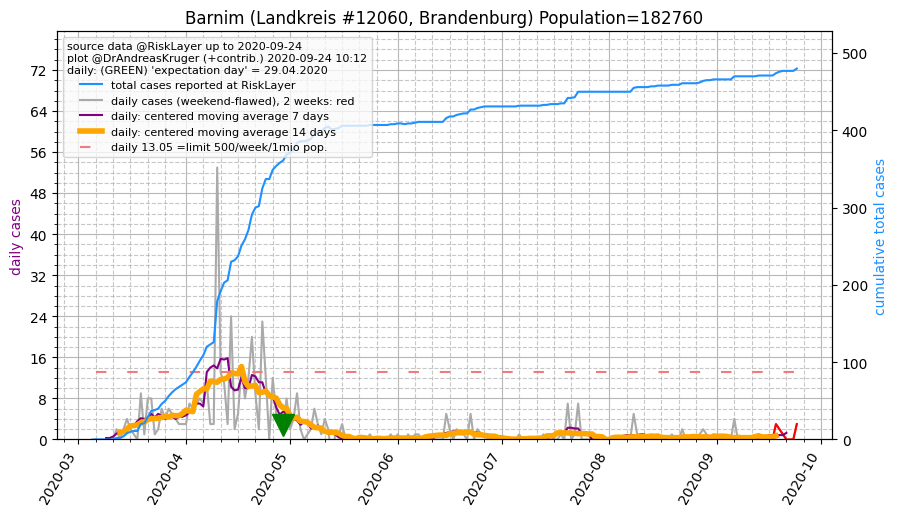 Barnim (Landkreis #12060, Brandenburg) Population=182760
source data @RiskLayer up to 2020-09-24
plot @DrAndreasKruger (+contrib.) 2020-09-24 10:12
daily: (GREEN) 'expectation day' = 29.04.2020
total cases reported at RiskLayer
daily cases (weekend-flawed), 2 weeks: red
daily: centered moving average 7 days
daily: centered moving average 14 days
daily 13.05 =limit 500/week/1mio pop.
daily cases
72
64
56
48
40
32
24
16
8
0
cumulative total cases
500
400
300
200
100
0
2020-03
2020-04
2020-05
2020-06
2020-07
2020-08
2020-09
2020-10